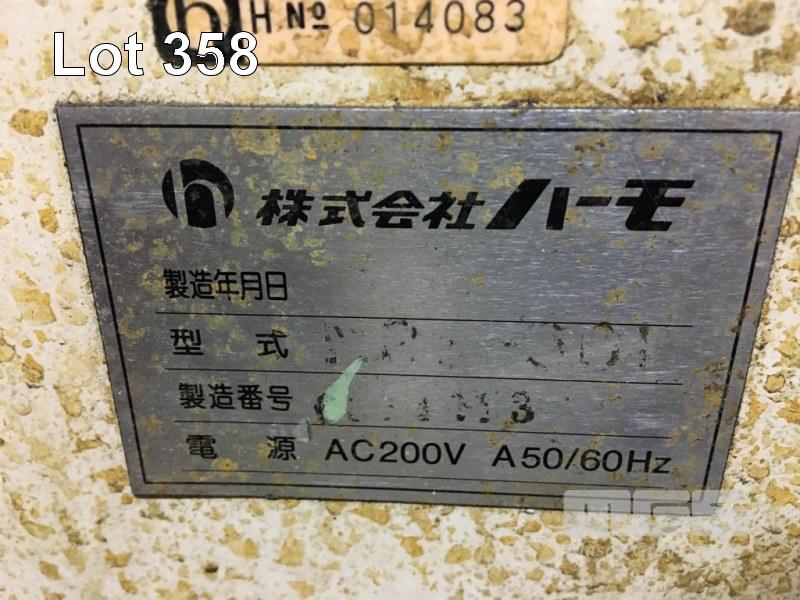 Lot 358
h H Nº 014083
h 株式会社ハーモ
製造年月日
型 式
製造番号
電 源 AC200V A50/60Hz
MGS